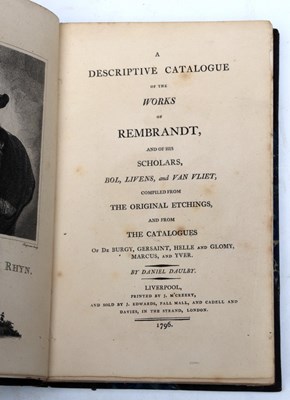 A
DESCRIPTIVE CATALOGUE
OF THE
WORKS
OF
REMBRANDT,
AND OF HIS
SCHOLARS,
BOL, LIVENS, and VAN VLIET,
COMPILED FROM
THE ORIGINAL ETCHINGS,
AND FROM
THE CATALOGUES
OF DE BURGY, GERSAINT, HELLE AND GLOMY,
MARCUS, AND YVER.
BY DANIEL DAULBY.
LIVERPOOL,
PRINTED BY J. M'CREERY,
AND SOLD BY J. EDWARDS, PALL MALL, AND CADELL AND
DAVIES, IN THE STRAND, LONDON.
1796.
RHYN.